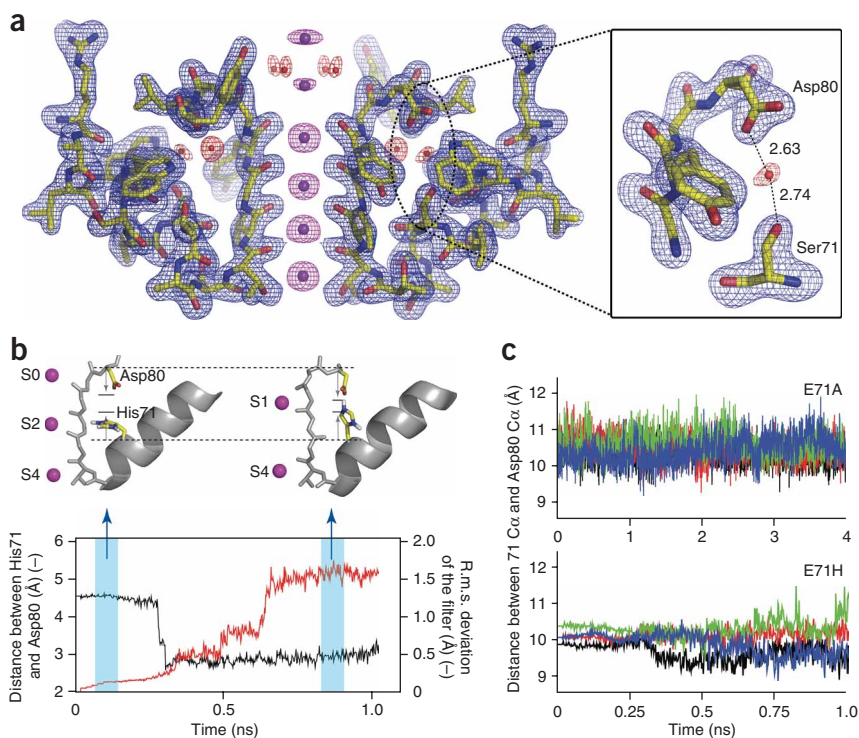 a
Asp80
2.63
2.74
Ser71
b
S0
S2
S4
Asp80
His71
S1
S4
Distance between His71
and Asp80 (Å) (–)
6
5
4
3
2
2.0
1.5
1.0
0.5
0
R.m.s. deviation
of the filter (Å) (–)
0
0.5
1.0
Time (ns)
c
Distance between 71 Cα and Asp80 Cα (Å)
E71A
12
11
10
9
0
1
2
3
4
E71H
11
10
9
0
0.25
0.5
0.75
1.0
Time (ns)